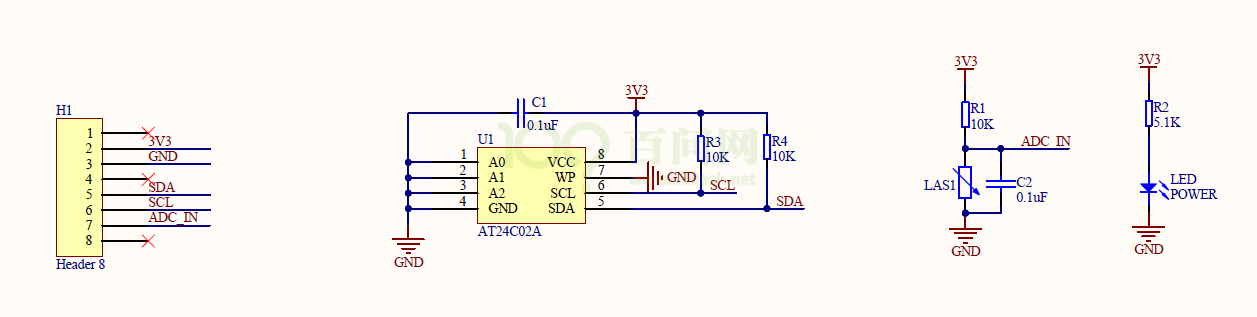 H1
1
2
3
4
5
6
7
8
3V3
GND
SDA
SCL
ADC_IN
Header 8
C1
0.1uF
3V3
U1
1 A0 VCC 8
2 A1 WP 7
3 A2 SCL 6
4 GND SDA 5
AT24C02A
GND
GND
R3
10K
R4
10K
SCL
SDA
百问网
3V3
R1
10K
ADC_IN
LAS1
C2
0.1uF
GND
3V3
R2
5.1K
LED
POWER
GND